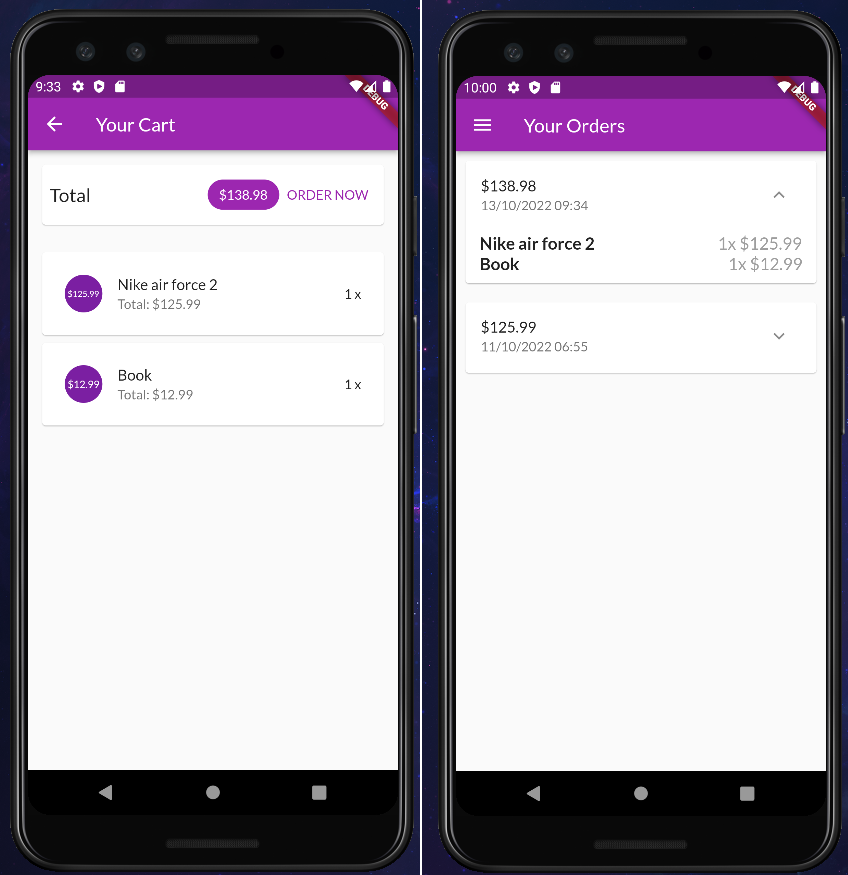 9:33
DEBUG
Your Cart
Total $138.98 ORDER NOW
$125.99 Nike air force 2 1 x
Total: $125.99
$12.99 Book 1 x
Total: $12.99
10:00
DEBUG
Your Orders
$138.98
13/10/2022 09:34
Nike air force 2 1x $125.99
Book 1x $12.99
$125.99
11/10/2022 06:55